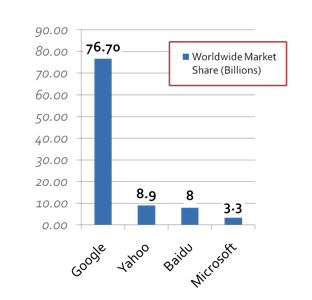 90.00
80.00
70.00
60.00
50.00
40.00
30.00
20.00
10.00
0.00
76.70
8.9
8
3.3
Worldwide Market
Share (Billions)
Google
Yahoo
Baidu
Microsoft